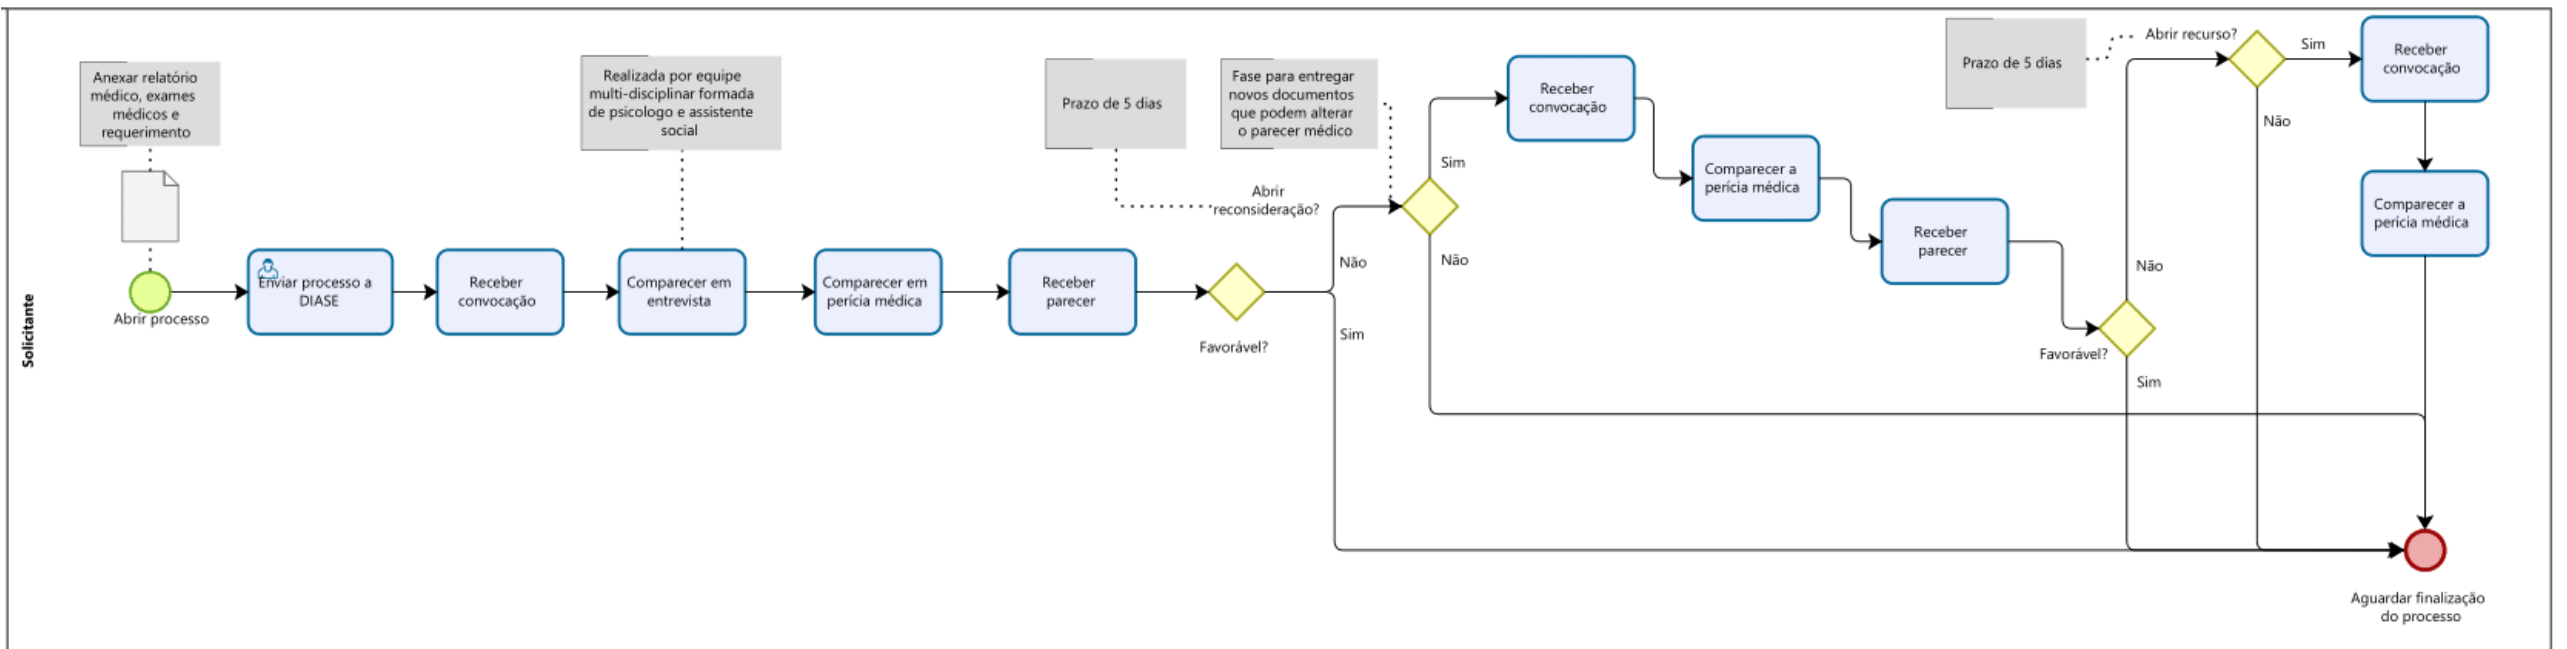 Solicitante
Anexar relatório
médico, exames
médicos e
requerimento
Abrir processo
Enviar processo a
DIASE
Receber
convocação
Realizada por equipe
multi-disciplinar formada
de psicologo e assistente
social
Comparecer em
entrevista
Comparecer em
perícia médica
Receber
parecer
Favorável?
Prazo de 5 dias
Abrir
reconsideração?
Não
Sim
Fase para entregar
novos documentos
que podem alterar
o parecer médico
Sim
Não
Receber
convocação
Comparecer a
perícia médica
Receber
parecer
Favorável?
Não
Sim
Prazo de 5 dias
Abrir recurso?
Sim
Não
Receber
convocação
Comparecer a
perícia médica
Aguardar finalização
do processo